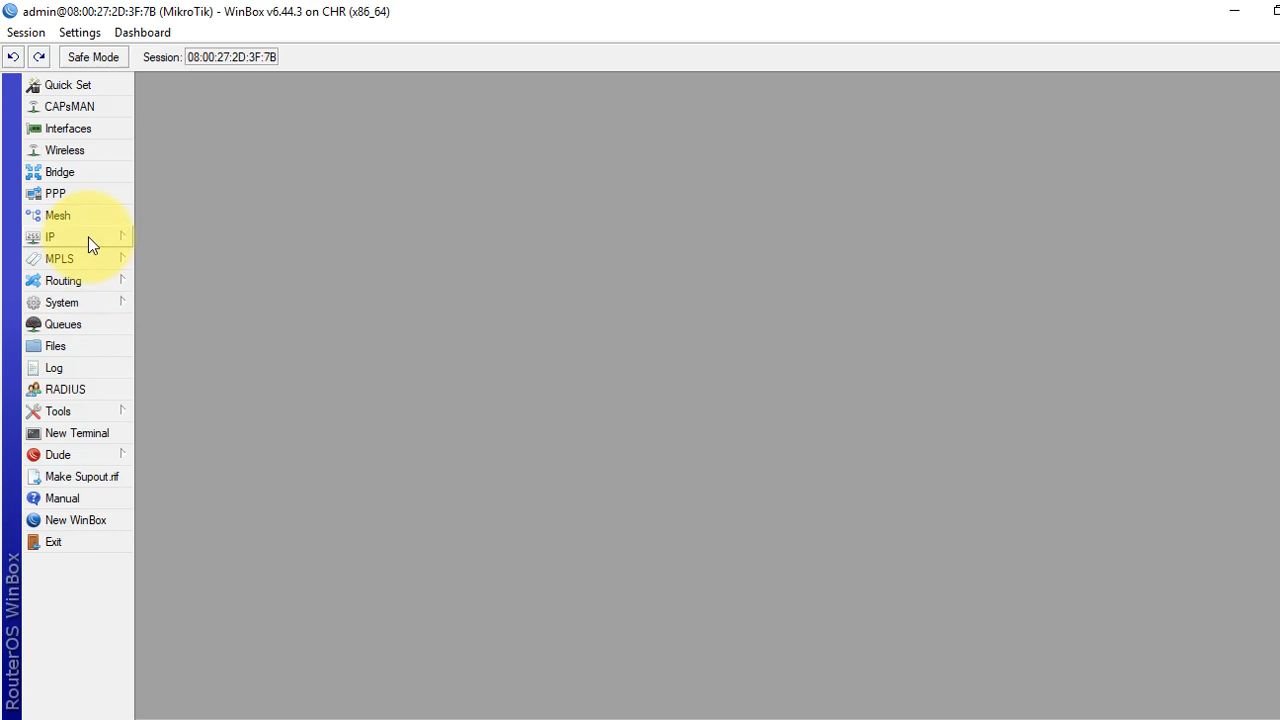 admin@08:00:27:2D:3F:7B (MikroTik) - WinBox v6.44.3 on CHR (x86_64)
Session Settings Dashboard
Safe Mode Session: 08:00:27:2D:3F:7B
Quick Set
CAPsMAN
Interfaces
Wireless
Bridge
PPP
Mesh
IP
MPLS
Routing
System
Queues
Files
Log
RADIUS
Tools
New Terminal
Dude
Make Supout.rif
Manual
New WinBox
Exit
RouterOS WinBox